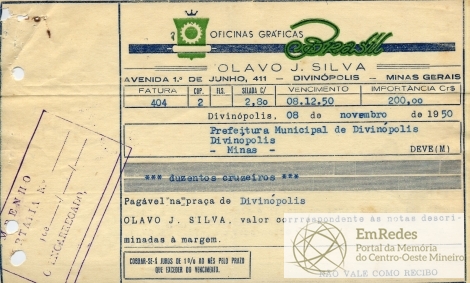 OFICINAS GRÁFICAS
Brasil
OLAVO J. SILVA
AVENIDA 1.º DE JUNHO, 411 - DIVINÓPOLIS - MINAS GERAIS
FATURA CÓP. FLS. SELADA C/ VENCIMENTO IMPORTÂNCIA Cr$
404 2 2,80 08.12.50 200,00
Divinópolis, 08 de novembro de 1950
Prefeitura Municipal de Divinópolis
Divinopolis
- Minas - DEVE(M)
*** duzentos cruzeiros ***
Pagável na praça de Divinópolis
OLAVO J. SILVA, valor correspondente às notas descri-
minadas à margem.
COBRAR-SE-Á JUROS DE 1% AO MÊS PELO PRAZO
QUE EXCEDER DO VENCIMENTO.
NÃO VALE COMO RECIBO
EmRedes
Portal da Memória
do Centro-Oeste Mineiro
O ENCARREGADO,